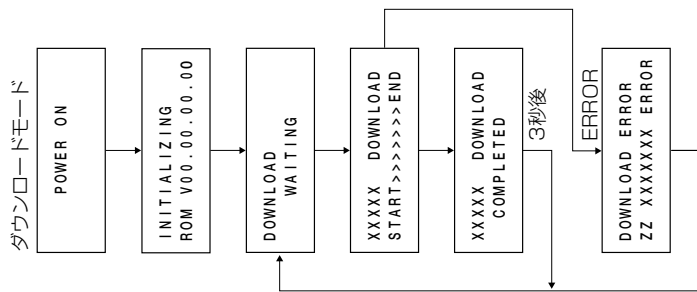 ダウンロードモード
POWER ON
INITIALIZING
ROM V00.00.00.00
DOWNLOAD
WAITING
XXXXX DOWNLOAD
START>>>>>>>>END
XXXXX DOWNLOAD
COMPLETED
3秒後
ERROR
DOWNLOAD ERROR
ZZ XXXXXXX ERROR